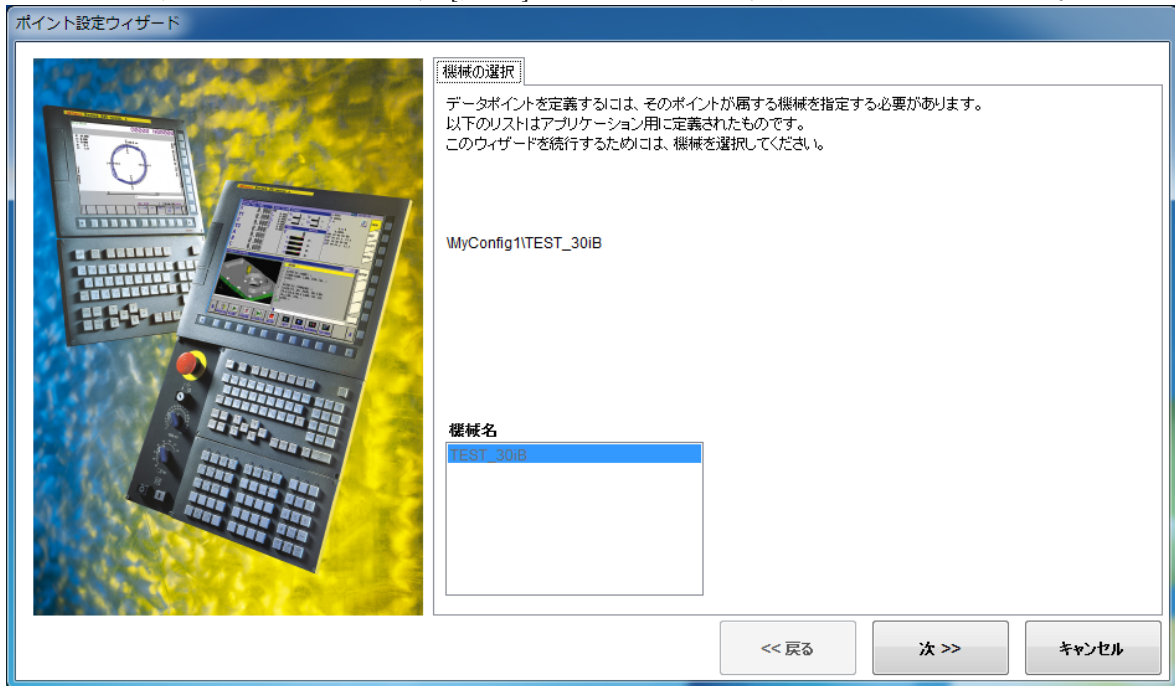 ポイント設定ウィザード
機械の選択
データポイントを定義するには、そのポイントが属する機械を指定する必要があります。
以下のリストはアプリケーション用に定義されたものです。
このウィザードを続行するためには、機械を選択してください。
\MyConfig1\TEST_30iB
機械名
TEST_30iB
<< 戻る
次 >>
キャンセル